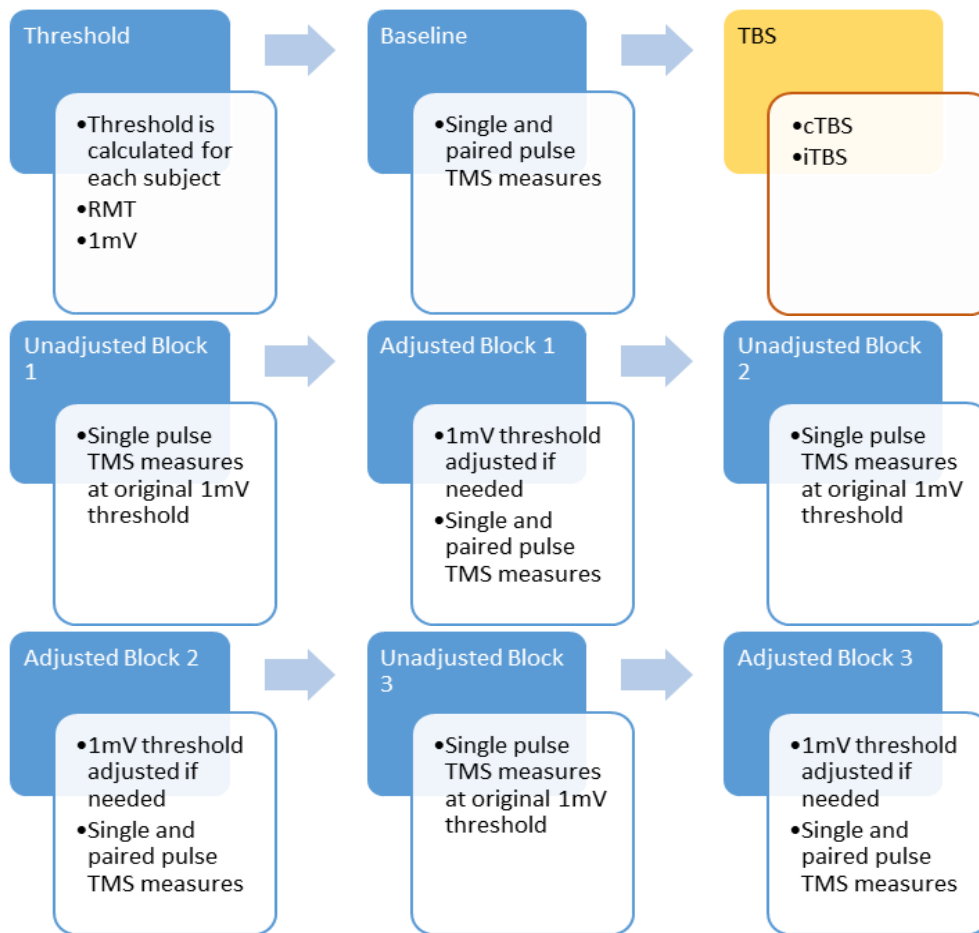 Threshold
•Threshold is
calculated for
each subject
•RMT
•1mV
Baseline
•Single and
paired pulse
TMS measures
TBS
•cTBS
•iTBS
Unadjusted Block
1
•Single pulse
TMS measures
at original 1mV
threshold
Adjusted Block 1
•1mV threshold
adjusted if
needed
•Single and
paired pulse
TMS measures
Unadjusted Block
2
•Single pulse
TMS measures
at original 1mV
threshold
Adjusted Block 2
•1mV threshold
adjusted if
needed
•Single and
paired pulse
TMS measures
Unadjusted Block
3
•Single pulse
TMS measures
at original 1mV
threshold
Adjusted Block 3
•1mV threshold
adjusted if
needed
•Single and
paired pulse
TMS measures